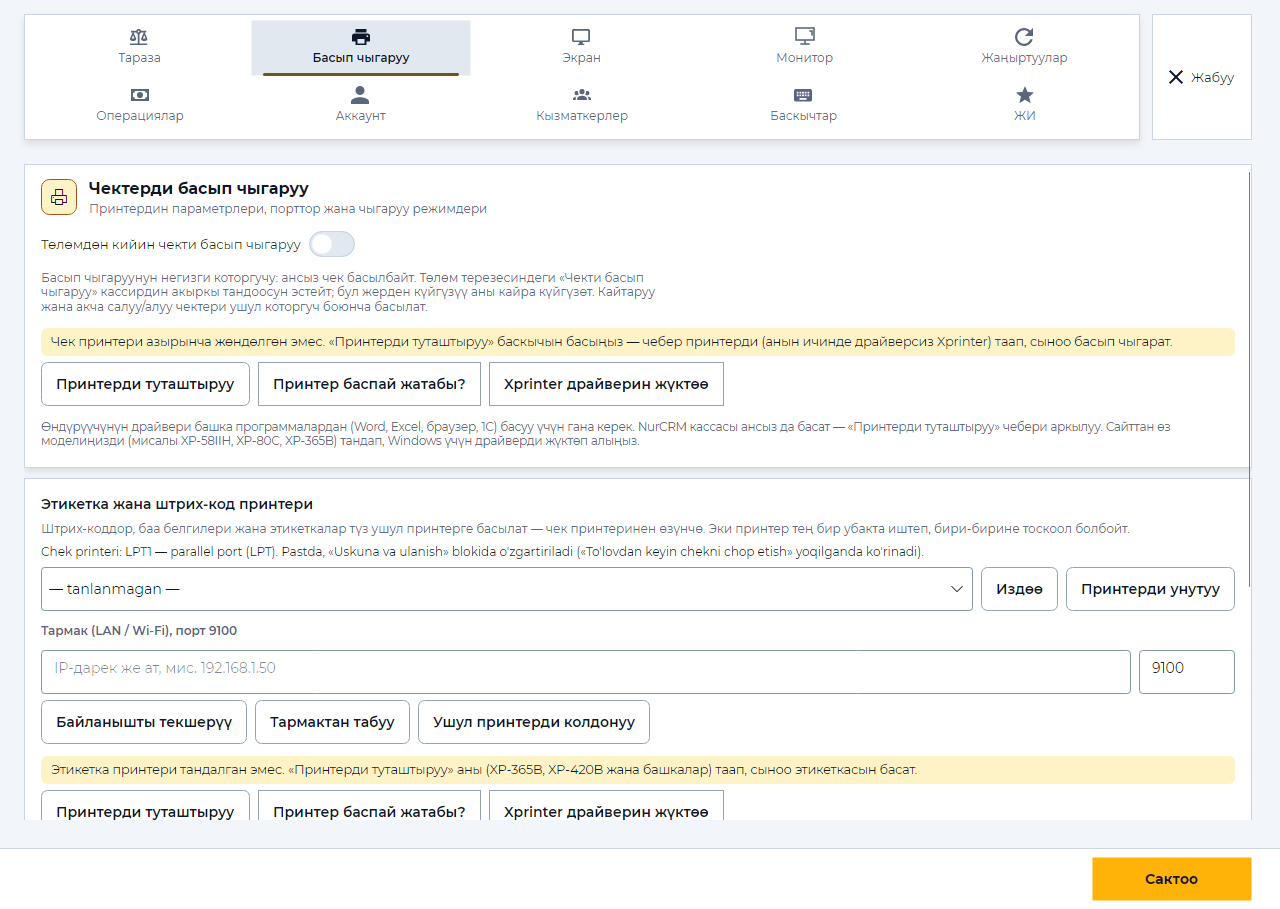 Тараза
Басып чыгаруу
Экран
Монитор
Жаңыртуулар
Операциялар
Аккаунт
Кызматкерлер
Баскычтар
ЖИ
Жабуу
Чектерди басып чыгаруу
Принтердин параметрлери, порттор жана чыгаруу режимдери
Төлөмдөн кийин чекти басып чыгаруу
Басып чыгаруунун негизги которгучу: ансыз чек басылбайт. Төлөм терезесиндеги «Чекти басып
чыгаруу» кассирдин акыркы тандоосун эстейт; бул жерден күйгүзүү аны кайра күйгүзөт. Кайтаруу
жана акча салуу/алуу чектери ушул которгуч боюнча басылат.
Чек принтери азырынча жөндөлгөн эмес. «Принтерди туташтыруу» баскычын басыңыз — чебер принтерди (анын ичинде драйверсиз Xprinter) таап, сыноо басып чыгарат.
Принтерди туташтыруу
Принтер баспай жатабы?
Xprinter драйверин жүктөө
Өндүрүүчүнүн драйвери башка программалардан (Word, Excel, браузер, 1С) басуу үчүн гана керек. NurCRM кассасы ансыз да басат — «Принтерди туташтыруу» чебери аркылуу. Сайттан өз
моделиңизди (мисалы XP-58IIH, XP-80C, XP-365B) тандап, Windows үчүн драйверди жүктөп алыңыз.
Этикетка жана штрих-код принтери
Штрих-коддор, баа белгилери жана этикеткалар түз ушул принтерге басылат — чек принтеринен өзүнчө. Эки принтер тең бир убакта иштеп, бири-бирине тоскоол болбойт.
Chek printeri: LPT1 — parallel port (LPT). Pastda, «Uskuna va ulanish» blokida o'zgartiriladi («To'lovdan keyin chekni chop etish» yoqilganda ko'rinadi).
— tanlanmagan —
Издөө
Принтерди унутуу
Тармак (LAN / Wi-Fi), порт 9100
IP-дарек же ат, мис. 192.168.1.50
9100
Байланышты текшерүү
Тармактан табуу
Ушул принтерди колдонуу
Этикетка принтери тандалган эмес. «Принтерди туташтыруу» аны (XP-365B, XP-420B жана башкалар) таап, сыноо этикеткасын басат.
Принтерди туташтыруу
Принтер баспай жатабы?
Xprinter драйверин жүктөө
Сактоо